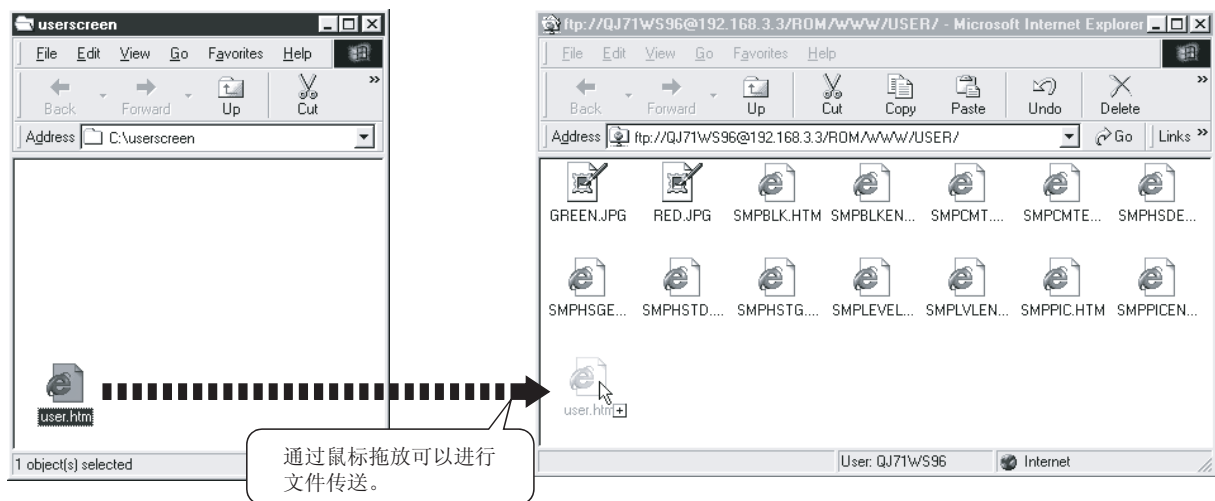 userscreen
File Edit View Go Favorites Help
Back Forward Up Cut »
Address C:\userscreen
user.htm
1 object(s) selected
通过鼠标拖放可以进行
文件传送。
ftp://QJ71WS96@192.168.3.3/ROM/WWW/USER/ - Microsoft Internet Explorer
File Edit View Go Favorites Help
Back Forward Up Cut Copy Paste Undo Delete »
Address ftp://QJ71WS96@192.168.3.3/ROM/WWW/USER/ Go Links »
GREEN.JPG RED.JPG SMPBLK.HTM SMPBLKEN... SMPCMT.... SMPCMTE... SMPHSDE...
SMPHSGE... SMPHSTD.... SMPHSTG.... SMPLEVEL... SMPLVLEN... SMPPIC.HTM SMPPICEN...
user.htm
User: QJ71WS96 Internet